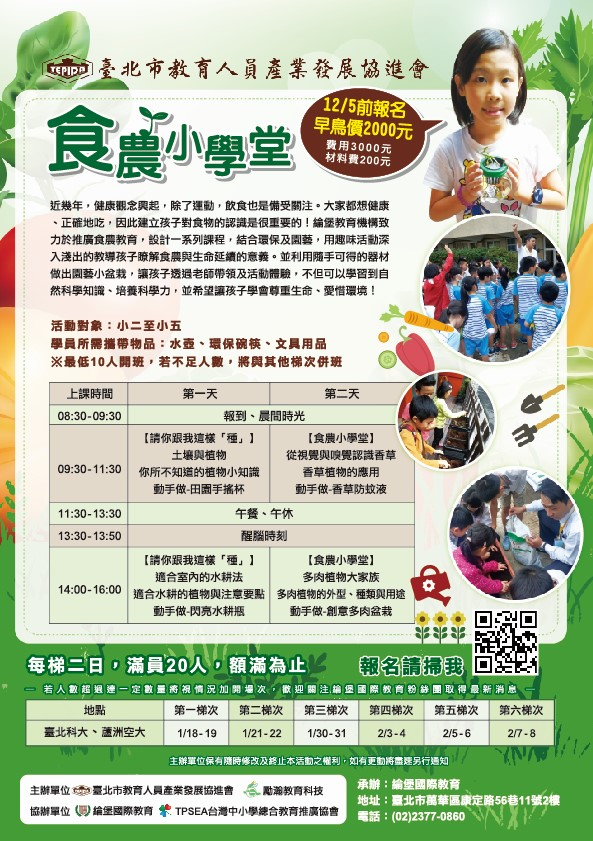 TEPIDA 臺北市教育人員產業發展協進會
食農小學堂
12/5前報名
早鳥價2000元
費用3000元
材料費200元
近幾年，健康觀念興起，除了運動，飲食也是備受關注。大家都想健康
、正確地吃，因此建立孩子對食物的認識是很重要的！綸堡教育機構致
力於推廣食農教育，設計一系列課程，結合環保及園藝，用趣味活動深
入淺出的教導孩子瞭解食農與生命延續的意義。並利用隨手可得的器材
做出園藝小盆栽，讓孩子透過老師帶領及活動體驗，不但可以學習到自
然科學知識、培養科學力，並希望讓孩子學會尊重生命、愛惜環境！
活動對象：小二至小五
學員所需攜帶物品：水壺、環保碗筷、文具用品
※最低10人開班，若不足人數，將與其他梯次併班
上課時間 第一天 第二天
08:30-09:30 報到、晨間時光
【請你跟我這樣「種」】 【食農小學堂】
土壤與植物 從視覺與嗅覺認識香草
09:30-11:30 你所不知道的植物小知識 香草植物的應用
動手做-田園手搖杯 動手做-香草防蚊液
11:30-13:30 午餐、午休
13:30-13:50 醒腦時刻
【請你跟我這樣「種」】 【食農小學堂】
適合室內的水耕法 多肉植物大家族
14:00-16:00 適合水耕的植物與注意要點 多肉植物的外型、種類與用途
動手做-閃亮水耕瓶 動手做-創意多肉盆栽
每梯二日，滿員20人，額滿為止 報名請掃我
— 若人數超過達一定數量將視情況加開場次，歡迎關注綸堡國際教育粉絲團取得最新消息 —
地點 第一梯次 第二梯次 第三梯次 第四梯次 第五梯次 第六梯次
臺北科大、蘆洲空大 1/18-19 1/21-22 1/30-31 2/3-4 2/5-6 2/7-8
主辦單位保有隨時修改及終止本活動之權利，如有更動將盡速另行通知
主辦單位 臺北市教育人員產業發展協進會 勵瀚教育科技
協辦單位 綸堡國際教育 TPSEA台灣中小學綜合教育推廣協會
承辦：綸堡國際教育
地址：臺北市萬華區康定路56巷11號2樓
電話：(02)2377-0860